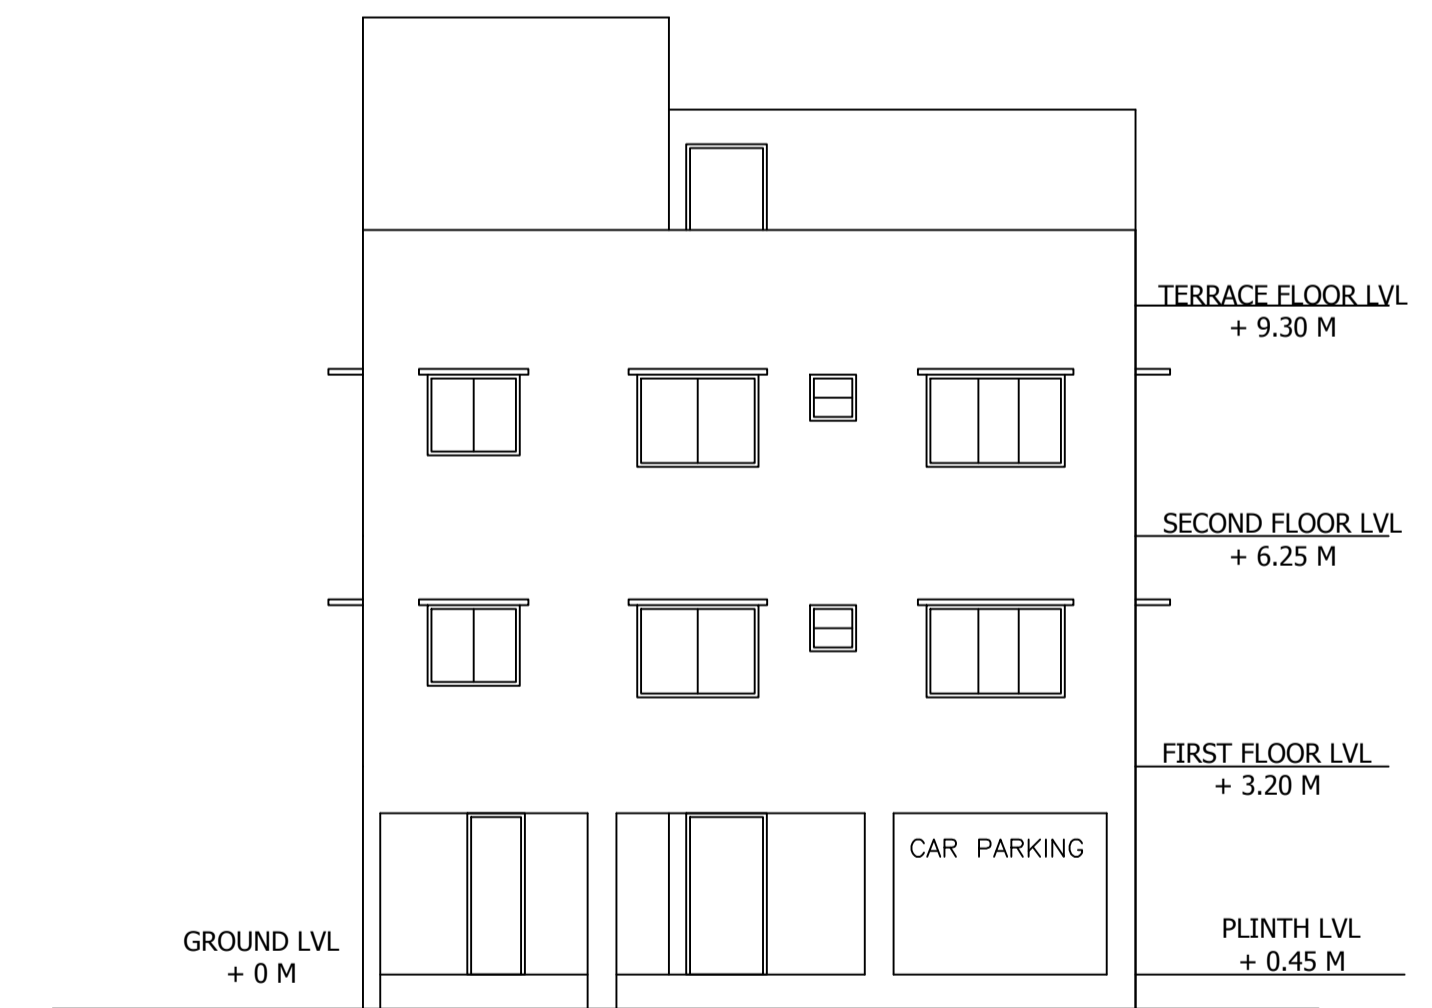 TERRACE FLOOR LVL
+ 9.30 M
SECOND FLOOR LVL
+ 6.25 M
FIRST FLOOR LVL
+ 3.20 M
CAR PARKING
GROUND LVL
+ 0 M
PLINTH LVL
+ 0.45 M